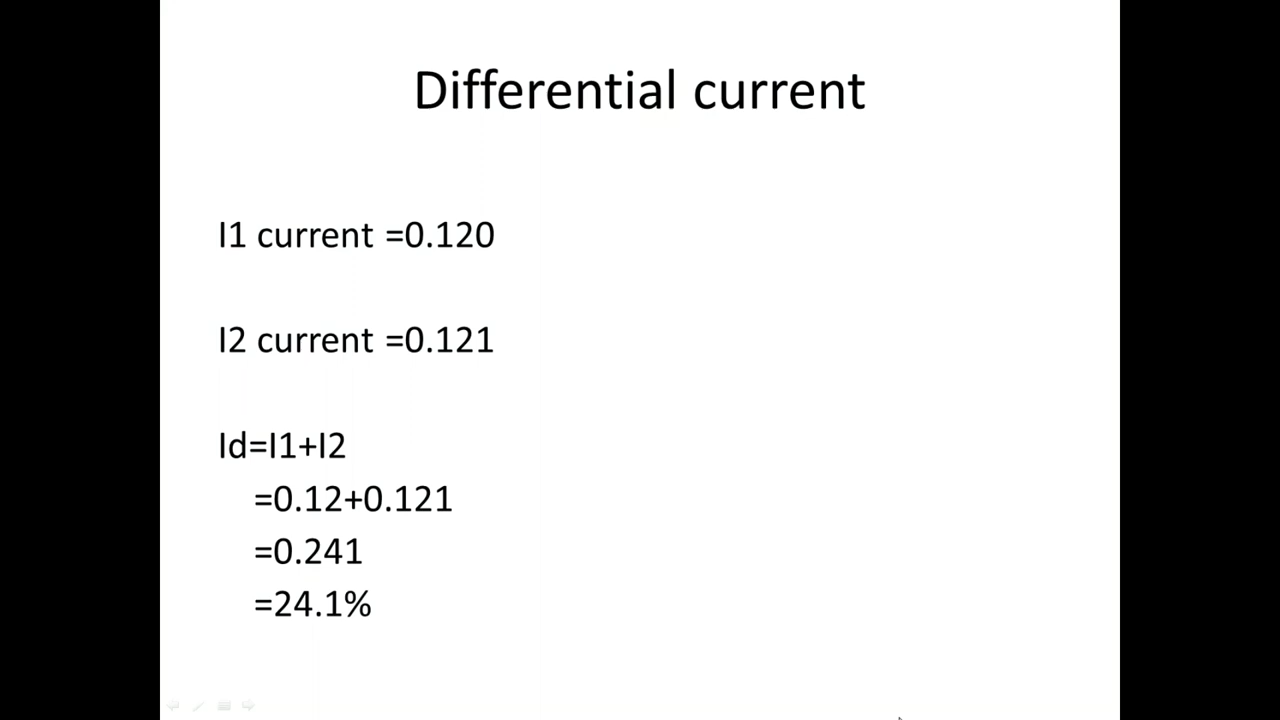 Differential current
I1 current =0.120
I2 current =0.121
Id=I1+I2
=0.12+0.121
=0.241
=24.1%